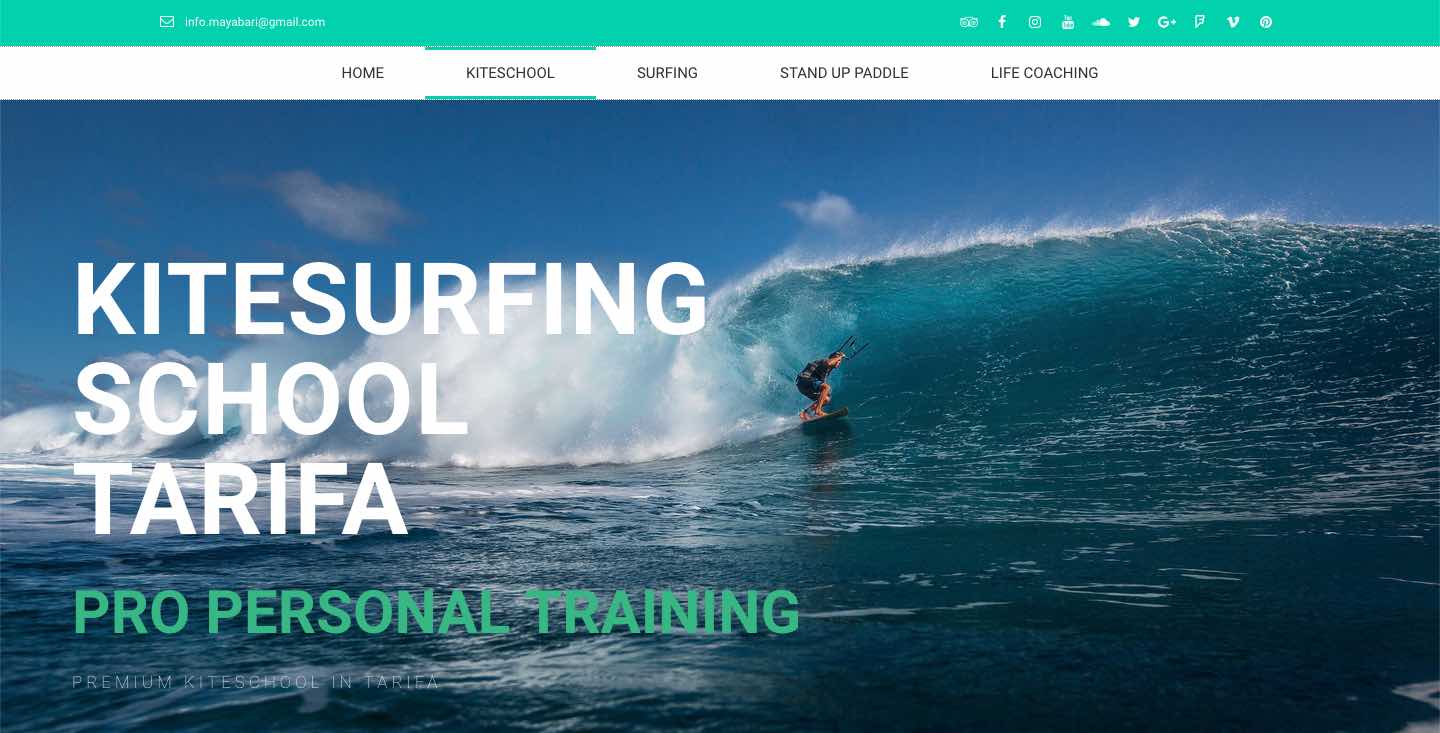 info.mayabari@gmail.com
HOME KITESCHOOL SURFING STAND UP PADDLE LIFE COACHING
KITESURFING
SCHOOL
TARIFA
PRO PERSONAL TRAINING
PREMIUM KITESCHOOL IN TARIFA